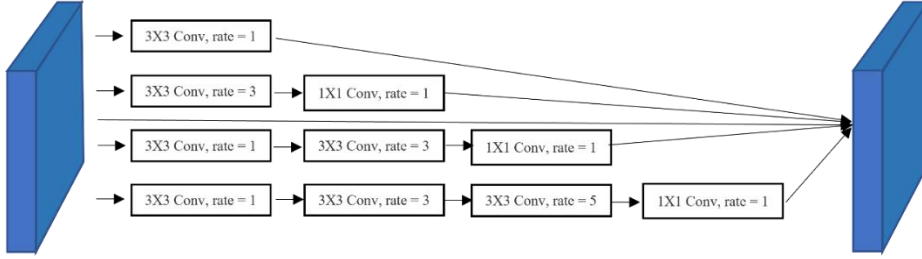 3X3 Conv, rate = 1
3X3 Conv, rate = 3
1X1 Conv, rate = 1
3X3 Conv, rate = 1
3X3 Conv, rate = 3
1X1 Conv, rate = 1
3X3 Conv, rate = 1
3X3 Conv, rate = 3
3X3 Conv, rate = 5
1X1 Conv, rate = 1